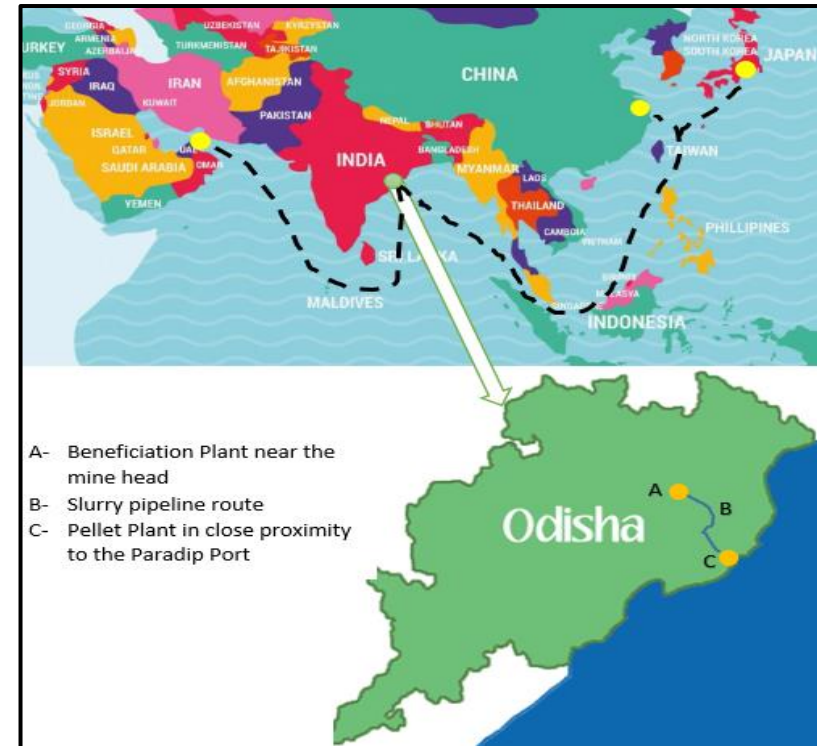 GEORGIA
ARMENIA
AZERBAIJAN
UZBEKISTAN
KYRZYSTAN
TURKMENISTAN
TAJIKISTAN
NORTH KOREA
SOUTH KOREA
JAPAN
URKEY
SYRIA
IRAQ
IRAN
AFGHANISTAN
CHINA
JORDAN
KUWAIT
PAKISTAN
NEPAL
BHUTAN
ISRAEL
QATAR
UAE
SAUDI ARABIA
OMAN
INDIA
BANGLADESH
MYANMAR
LAOS
TAIWAN
YEMEN
THAILAND
CAMBODIA
VIETNAM
PHILLIPINES
SRI LANKA
MALDIVES
INDONESIA
A- Beneficiation Plant near the
mine head
B- Slurry pipeline route
C- Pellet Plant in close proximity
to the Paradip Port
Odisha
A
B
C